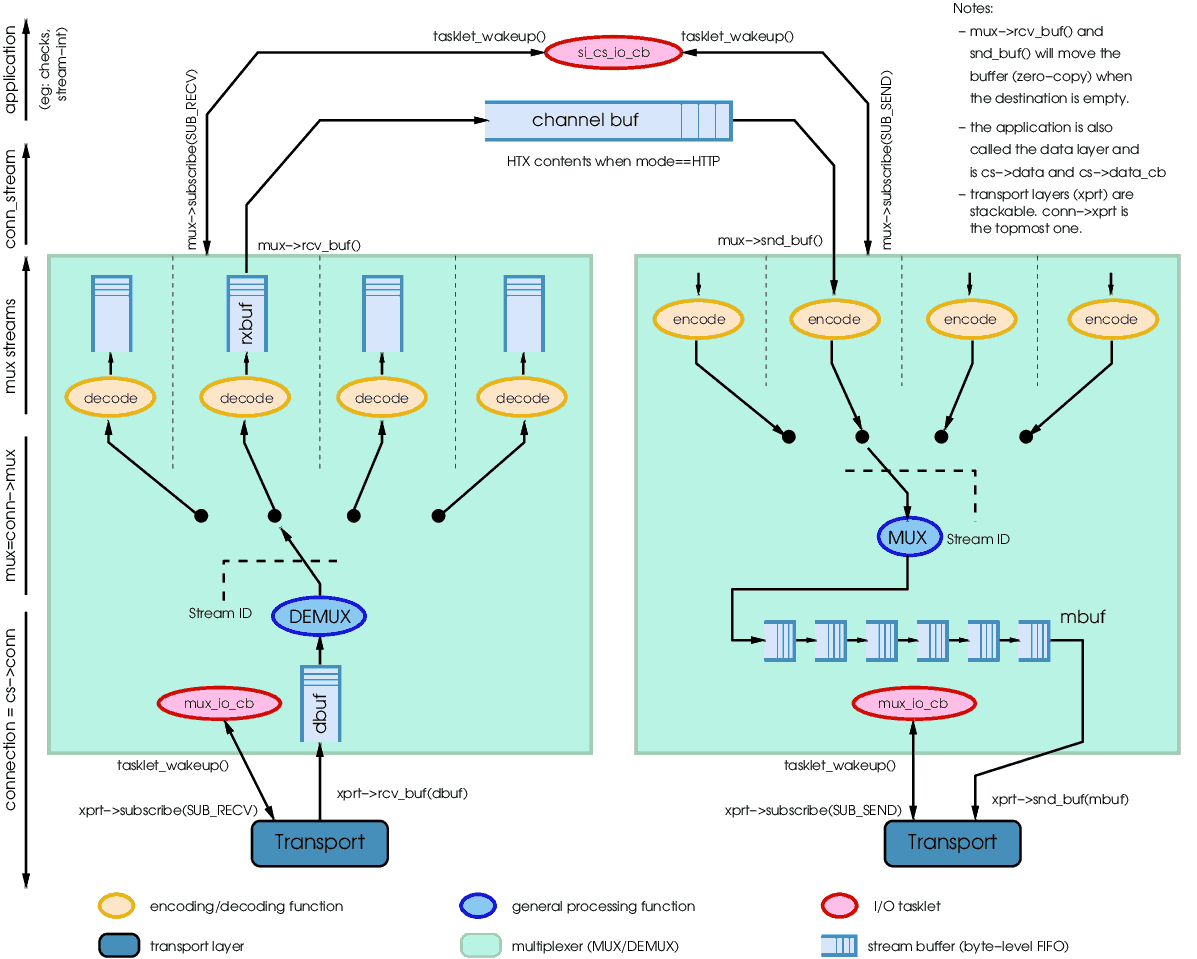 Notes:
– mux–>rcv_buf() and
snd_buf() will move the
buffer (zero–copy) when
the destination is empty.
– the application is also
called the data layer and
is cs–>data and cs–>data_cb
– transport layers (xprt) are
stackable. conn–>xprt is
the topmost one.
application
(eg: checks,
stream–int)
conn_stream
mux streams
mux=conn–>mux
connection = cs–>conn
tasklet_wakeup()
si_cs_io_cb
tasklet_wakeup()
mux–>subscribe(SUB_RECV)
channel buf
mux–>subscribe(SUB_SEND)
HTX contents when mode==HTTP
mux–>rcv_buf()
mux–>snd_buf()
rxbuf
decode
decode
decode
decode
Stream ID
DEMUX
mux_io_cb
dbuf
tasklet_wakeup()
xprt–>rcv_buf(dbuf)
xprt–>subscribe(SUB_RECV)
Transport
encode
encode
encode
encode
MUX
Stream ID
mbuf
mux_io_cb
tasklet_wakeup()
xprt–>snd_buf(mbuf)
xprt–>subscribe(SUB_SEND)
Transport
encoding/decoding function
general processing function
I/O tasklet
transport layer
multiplexer (MUX/DEMUX)
stream buffer (byte–level FIFO)